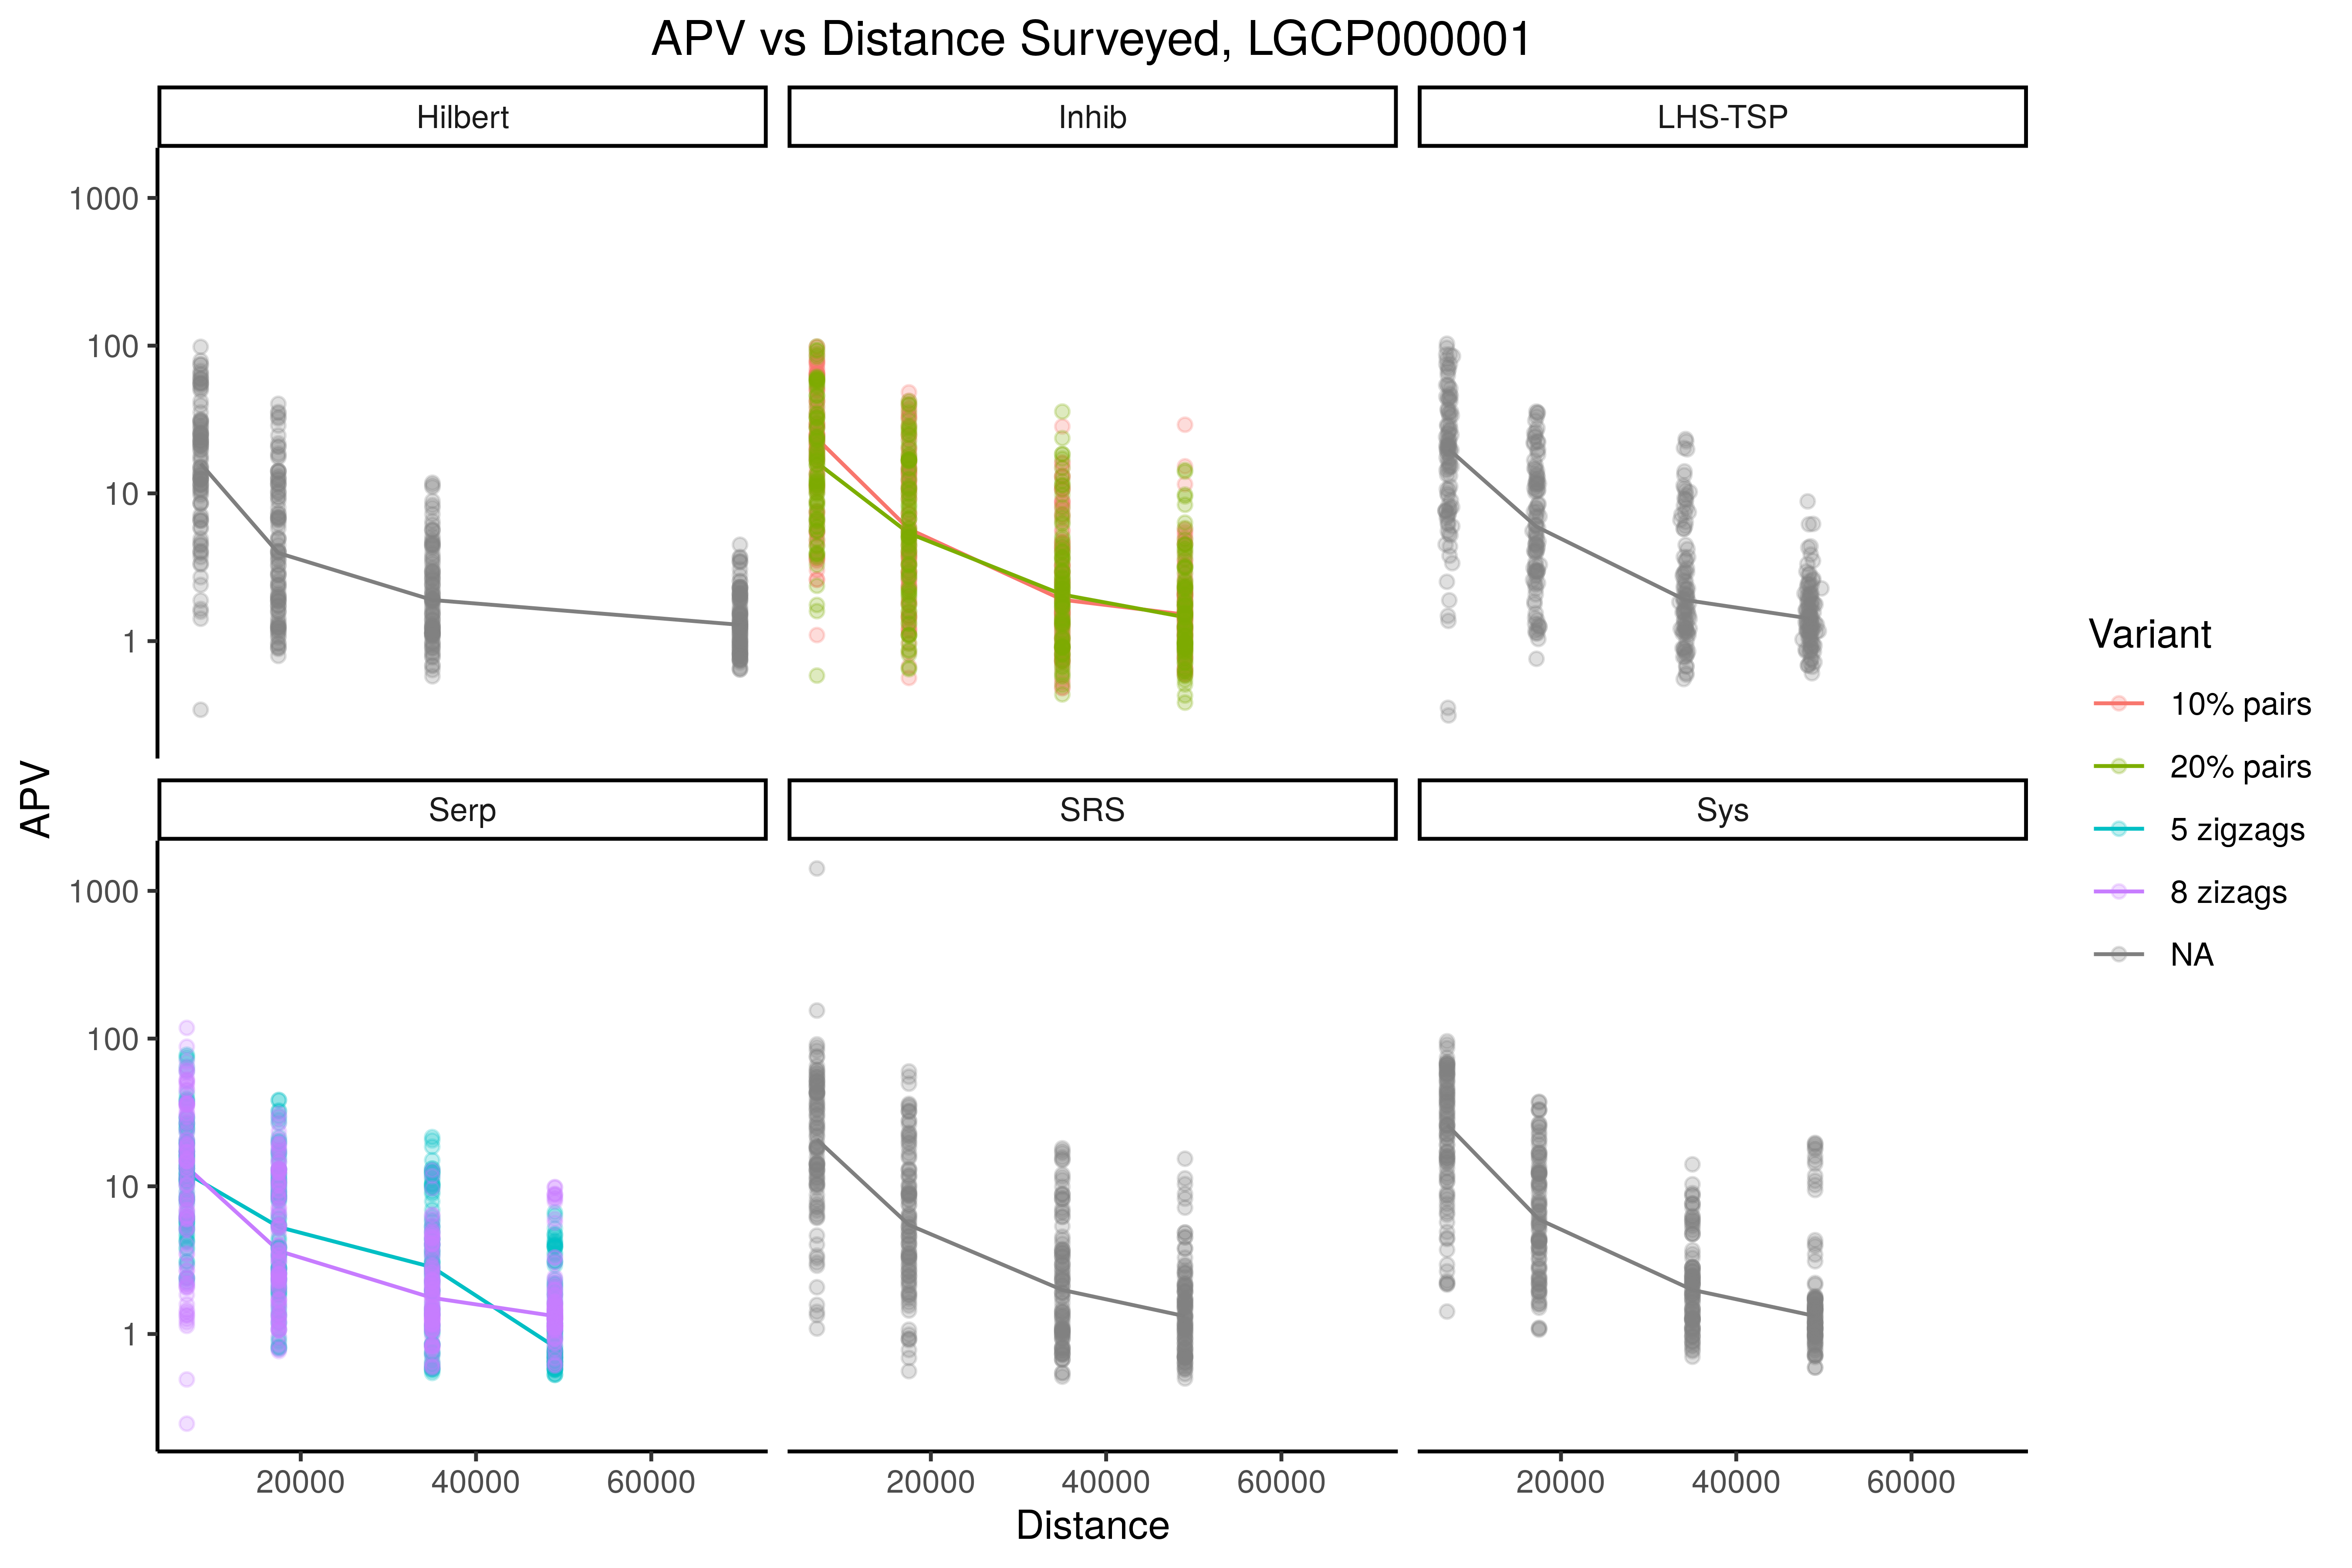 APV vs Distance Surveyed, LGCP000001
Hilbert
Inhib
LHS-TSP
1000
100
10
1
Serp
SRS
Sys
1000
100
10
1
20000 40000 60000
20000 40000 60000
20000 40000 60000
Distance
APV
Variant
10% pairs
20% pairs
5 zigzags
8 zizags
NA